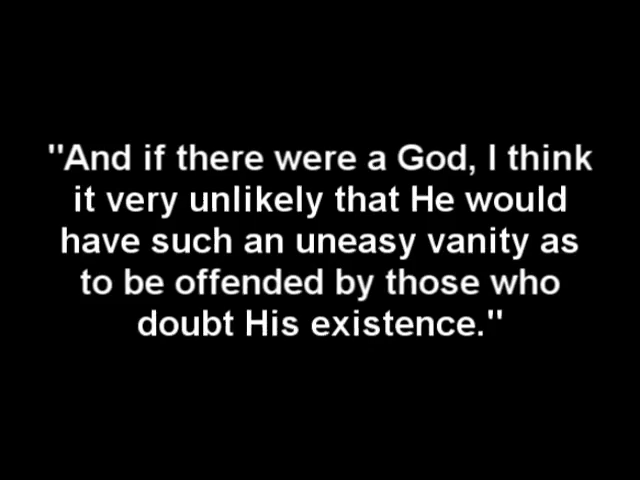 "And if there were a God, I think
it very unlikely that He would
have such an uneasy vanity as
to be offended by those who
doubt His existence."